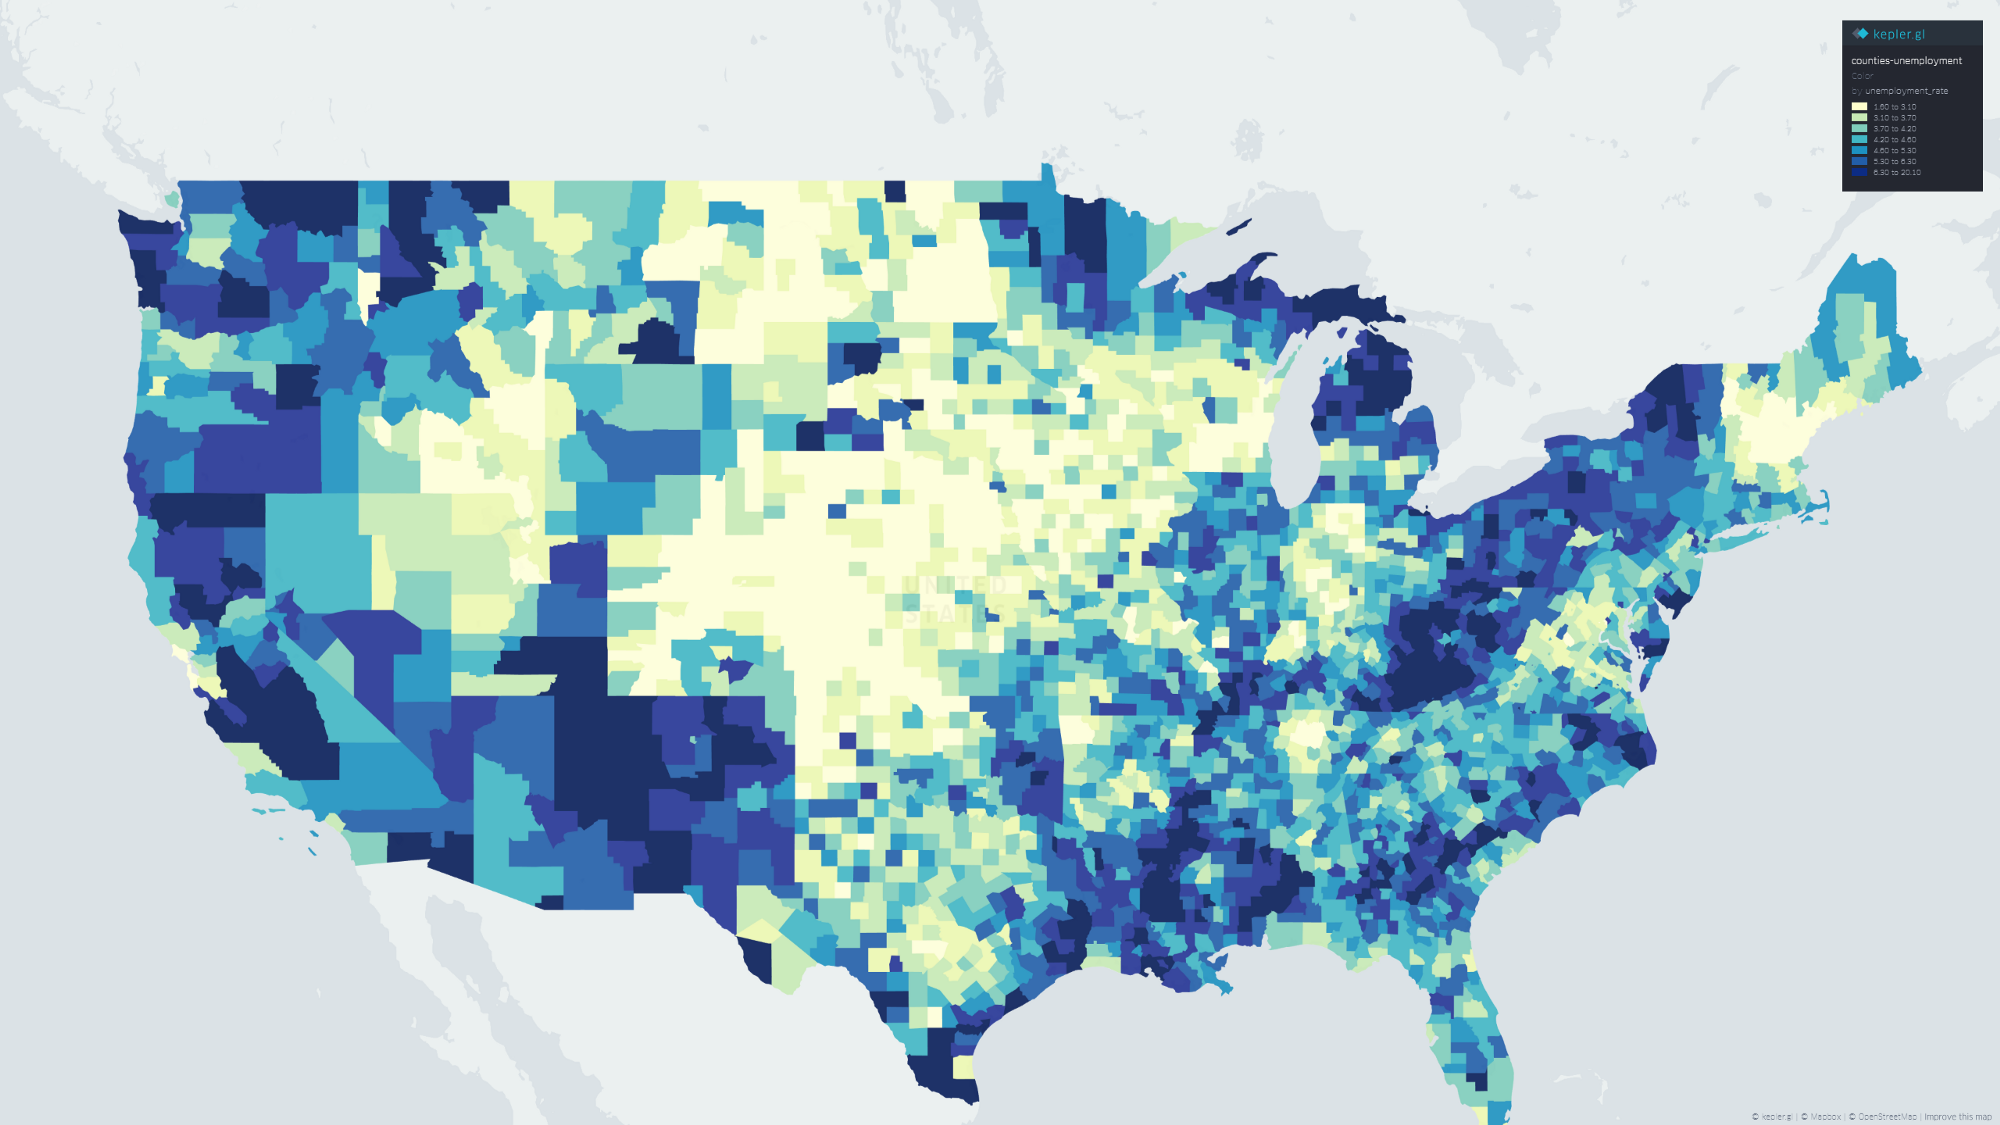 kepler.gl
counties-unemployment
Color
by unemployment_rate
1.60 to 3.10
3.10 to 3.70
3.70 to 4.20
4.20 to 4.60
4.60 to 5.30
5.30 to 6.30
6.30 to 20.10
UNITED
STATES
© kepler.gl | © Mapbox | © OpenStreetMap | Improve this map